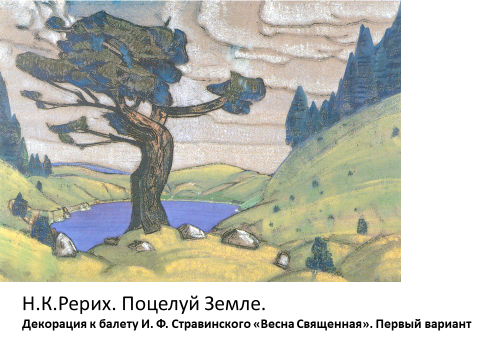 Н.К.Рерих. Поцелуй Земле.
Декорация к балету И. Ф. Стравинского «Весна Священная». Первый вариант